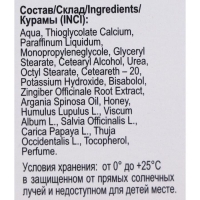 Состав/Склад/Ingredients/
Курамы (INCI)
Aqua, Thioglycolate Calcium,
Paraffinum Liquidum,
Monopropyleneglycole, Glyceryl
Stearate, Cetearyl Alcohol, Urea,
Octyl Stearate, Ceteareth – 20,
Potassium Hydroxide, Bisabolol,
Zingiber Officinale Root Extract,
Argania Spinosa Oil, Honey,
Humulus Lupulus L., Viscum
Album L., Salvia Officinalis L.,
Carica Papaya L., Thuja
Occidentalis L., Tocopherol,
Perfume.
Условия хранения: от 0° до +25°С
в защищенном от прямых солнечных
лучей и недоступном для детей месте.